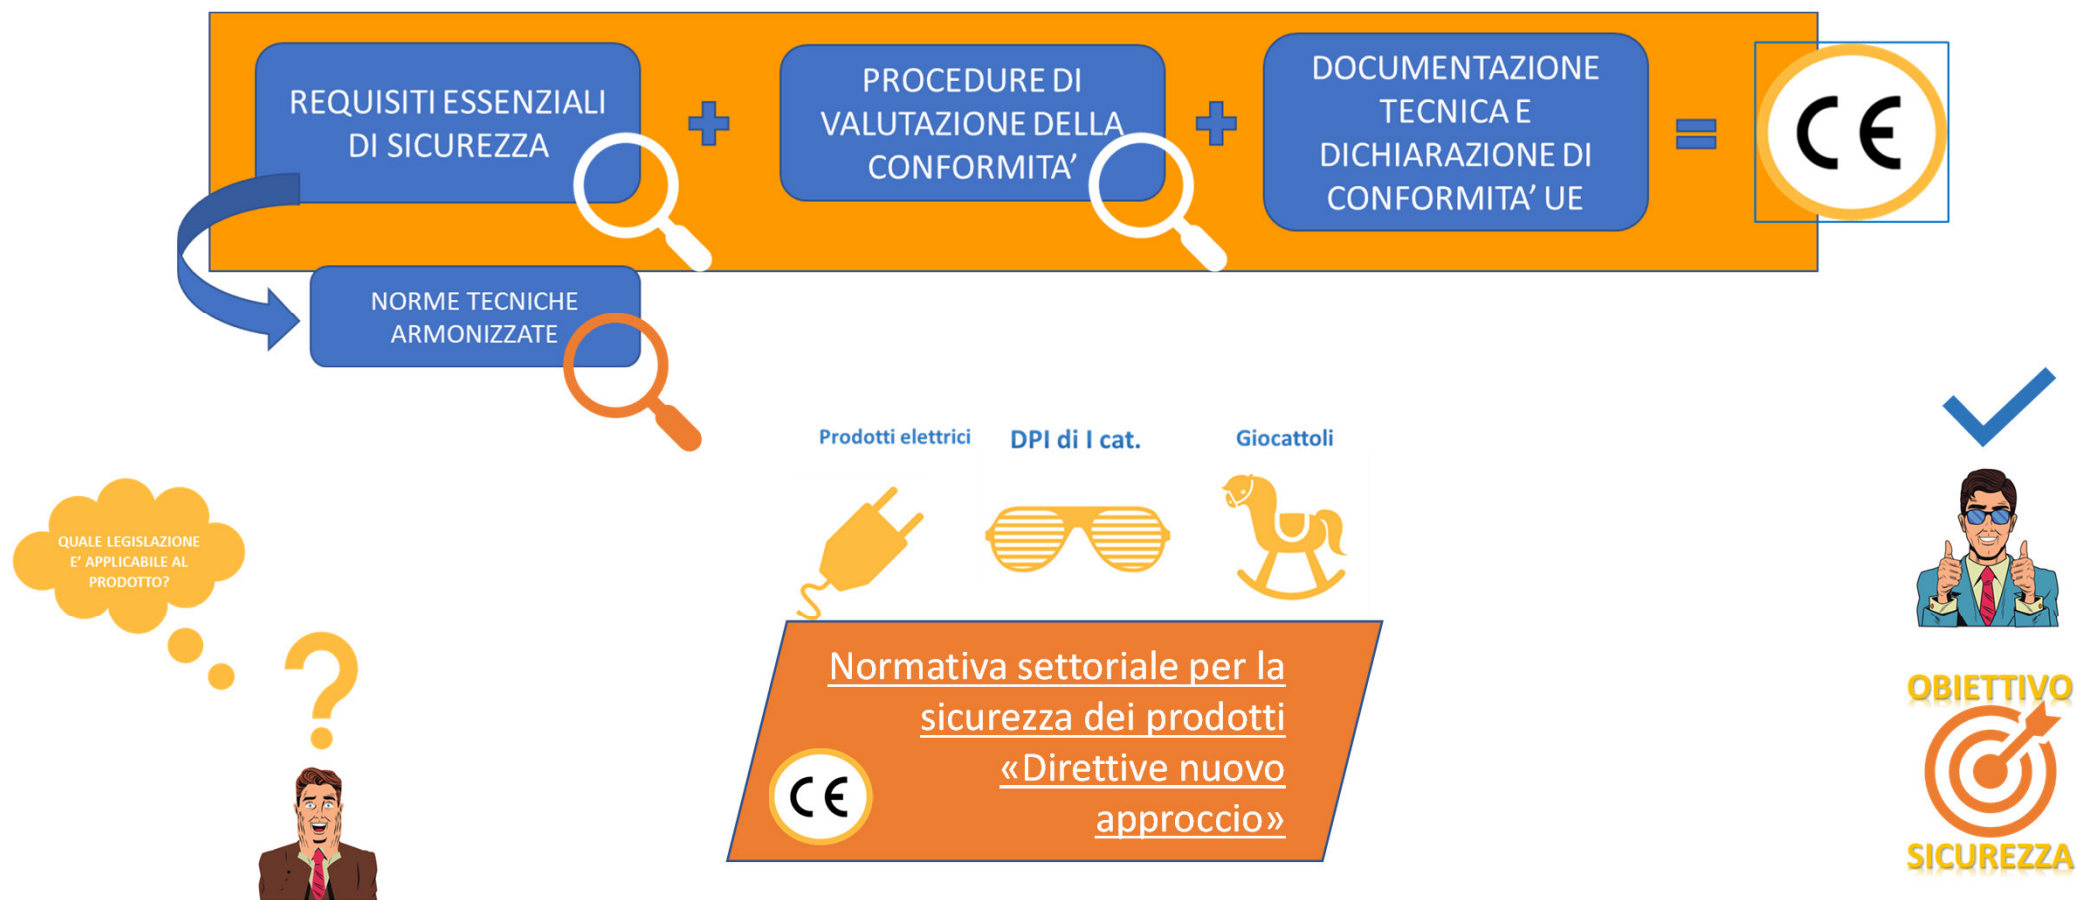 REQUISITI ESSENZIALI
DI SICUREZZA
PROCEDURE DI
VALUTAZIONE DELLA
CONFORMITA’
DOCUMENTAZIONE
TECNICA E
DICHIARAZIONE DI
CONFORMITA’ UE
CE
NORME TECNICHE
ARMONIZZATE
Prodotti elettrici
DPI di I cat.
Giocattoli
QUALE LEGISLAZIONE
E’ APPLICABILE AL
PRODOTTO?
Normativa settoriale per la
sicurezza dei prodotti
«Direttive nuovo
approccio»
CE
OBIETTIVO
SICUREZZA